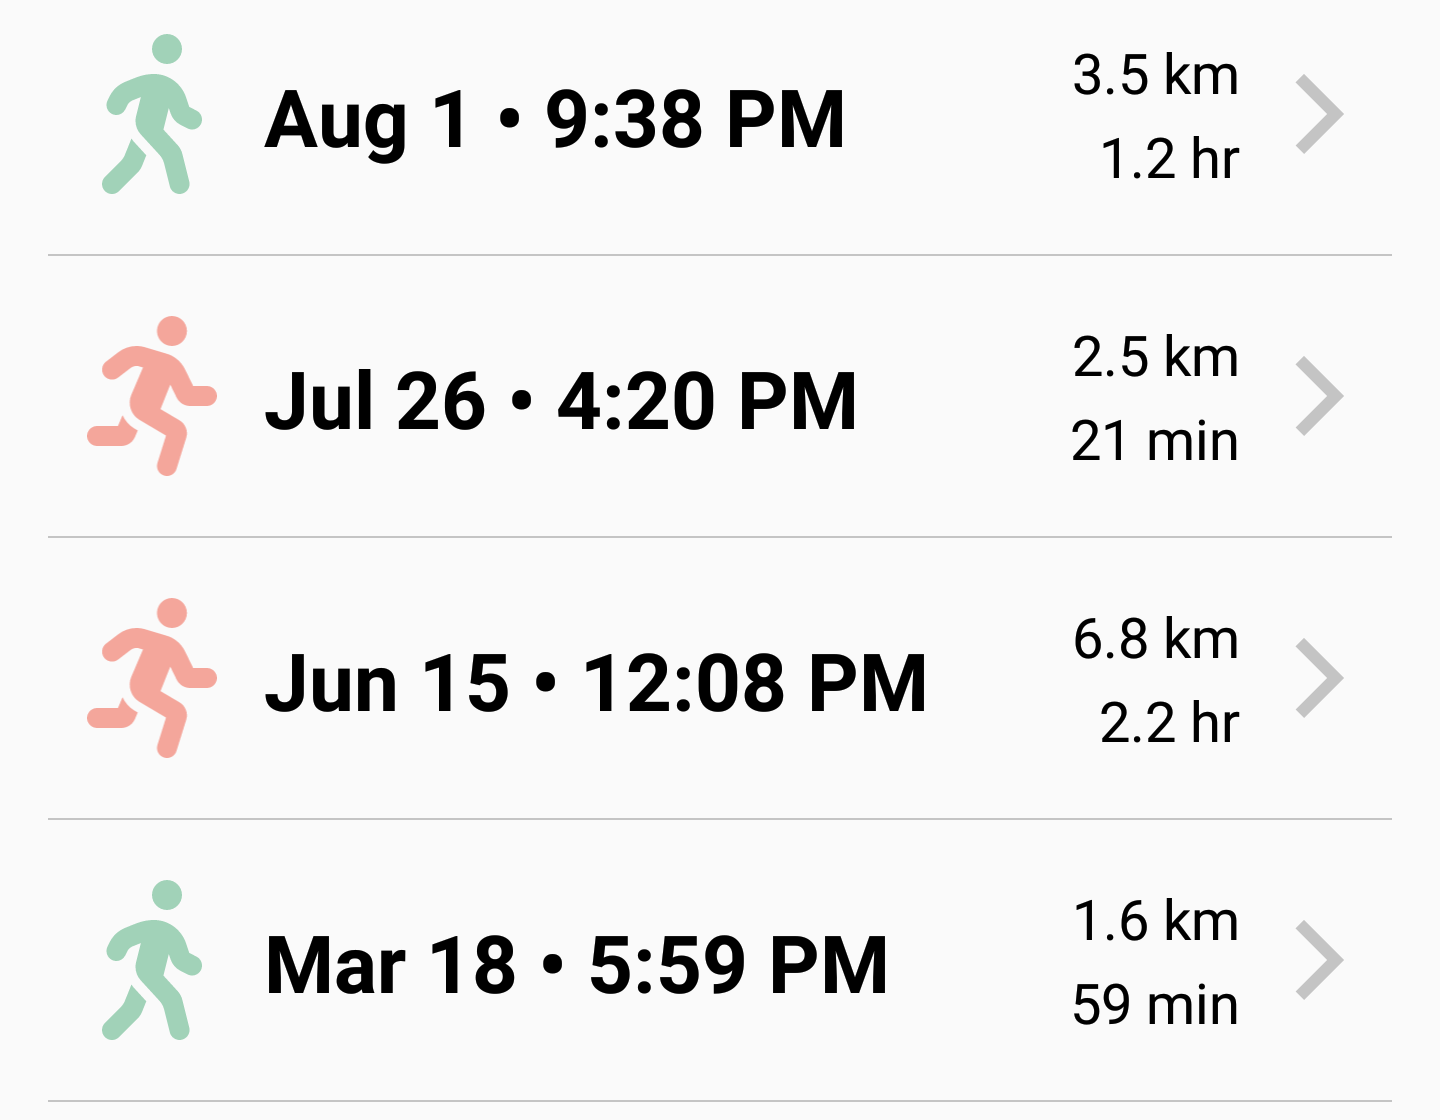 Aug 1 • 9:38 PM
3.5 km
1.2 hr
Jul 26 • 4:20 PM
2.5 km
21 min
Jun 15 • 12:08 PM
6.8 km
2.2 hr
Mar 18 • 5:59 PM
1.6 km
59 min